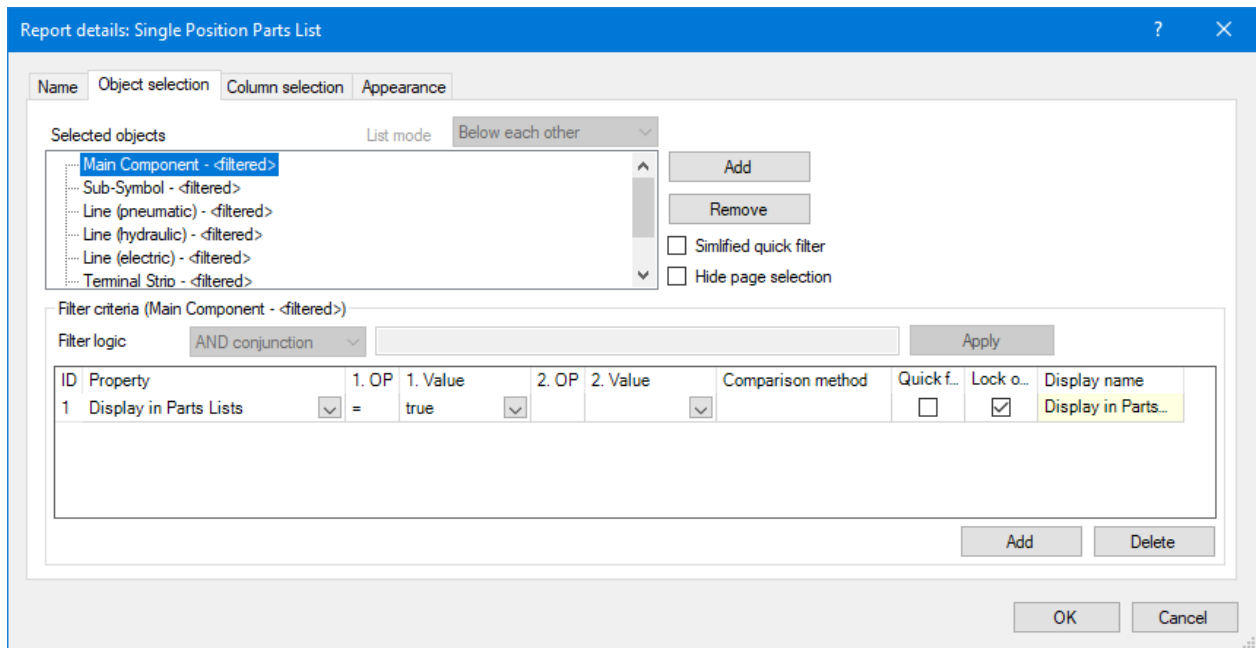 Report details: Single Position Parts List
?
Name Object selection Column selection Appearance
Selected objects List mode Below each other
Main Component - <filtered>
Sub-Symbol - <filtered>
Line (pneumatic) - <filtered>
Line (hydraulic) - <filtered>
Line (electric) - <filtered>
Terminal Strip - <filtered>
Add
Remove
Simlified quick filter
Hide page selection
Filter criteria (Main Component - <filtered>)
Filter logic AND conjunction Apply
ID Property 1. OP 1. Value 2. OP 2. Value Comparison method Quick f... Lock o... Display name
1 Display in Parts Lists = true Display in Parts...
Add Delete
OK Cancel